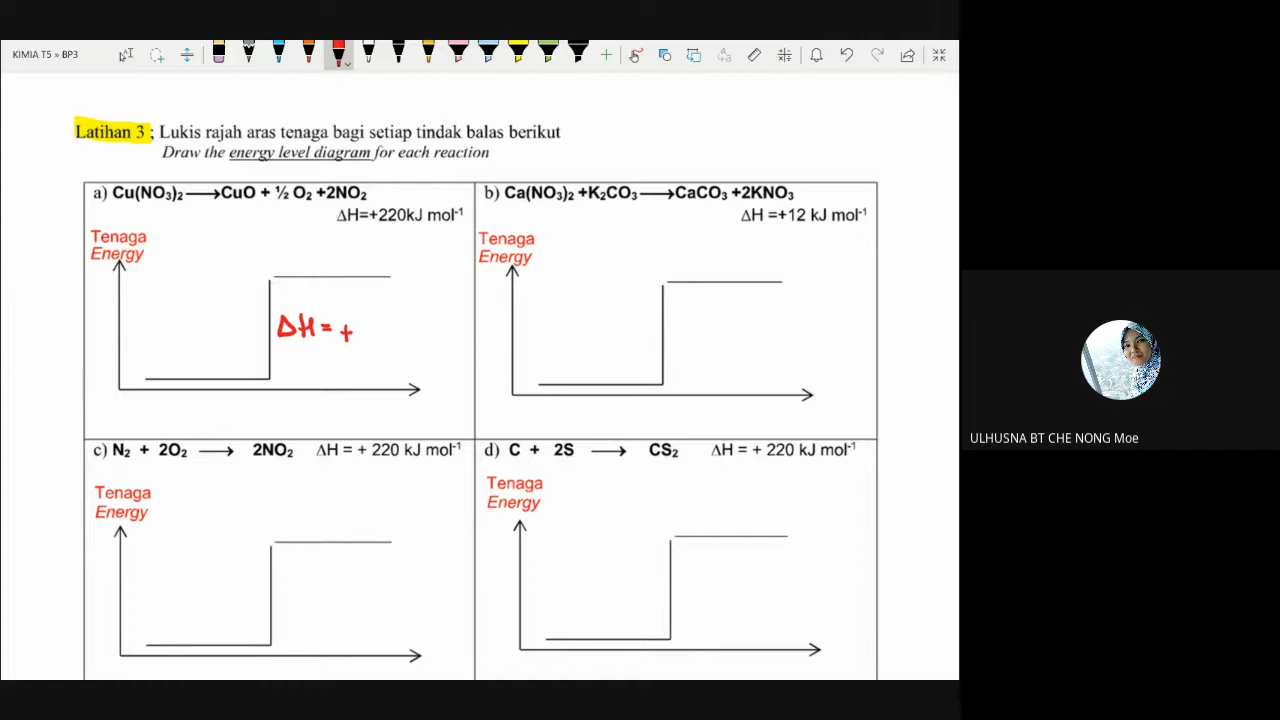 KIMIA T5 » BP3
Latihan 3 ; Lukis rajah aras tenaga bagi setiap tindak balas berikut
Draw the energy level diagram for each reaction
a) Cu(NO₃)₂ ⟶ CuO + ½ O₂ +2NO₂
ΔH=+220kJ mol⁻¹
Tenaga
Energy
ΔH = +
b) Ca(NO₃)₂ +K₂CO₃ ⟶ CaCO₃ +2KNO₃
ΔH =+12 kJ mol⁻¹
Tenaga
Energy
c) N₂ + 2O₂ ⟶ 2NO₂ ΔH = + 220 kJ mol⁻¹
Tenaga
Energy
d) C + 2S ⟶ CS₂ ΔH = + 220 kJ mol⁻¹
Tenaga
Energy
ULHUSNA BT CHE NONG Moe